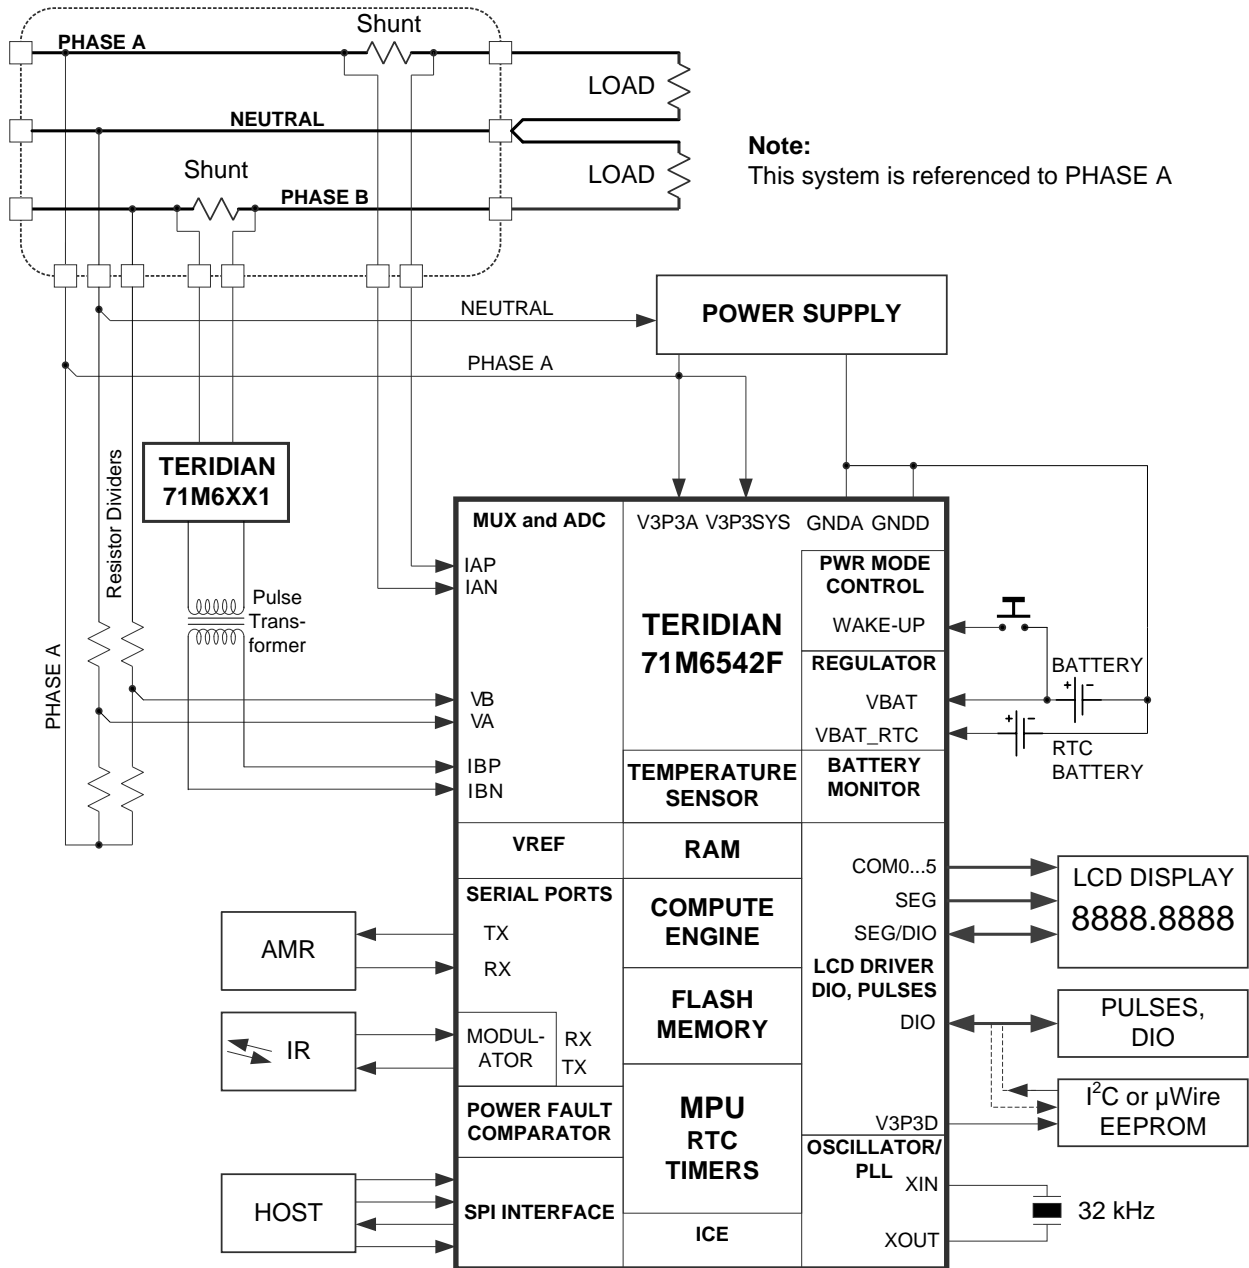 Shunt
PHASE A
LOAD
NEUTRAL
Note:
This system is referenced to PHASE A
Shunt
LOAD
PHASE B
NEUTRAL
POWER SUPPLY
PHASE A
TERIDIAN
71M6XX1
Resistor Dividers
MUX and ADC
V3P3A V3P3SYS GNDA GNDD
IAP
IAN
PWR MODE
CONTROL
Pulse
Trans-
former
TERIDIAN
71M6542F
WAKE-UP
REGULATOR
BATTERY
+ -
PHASE A
VB
VA
VBAT
VBAT_RTC
+ -
RTC
BATTERY
IBP
IBN
TEMPERATURE
SENSOR
BATTERY
MONITOR
VREF
RAM
COM0...5
SEG
SEG/DIO
LCD DISPLAY
8888.8888
SERIAL PORTS
TX
RX
AMR
COMPUTE
ENGINE
LCD DRIVER
DIO, PULSES
FLASH
MEMORY
DIO
PULSES,
DIO
IR
MODUL-
ATOR
RX
TX
I²C or µWire
EEPROM
POWER FAULT
COMPARATOR
MPU
RTC
TIMERS
V3P3D
OSCILLATOR/
PLL
XIN
HOST
SPI INTERFACE
32 kHz
ICE
XOUT